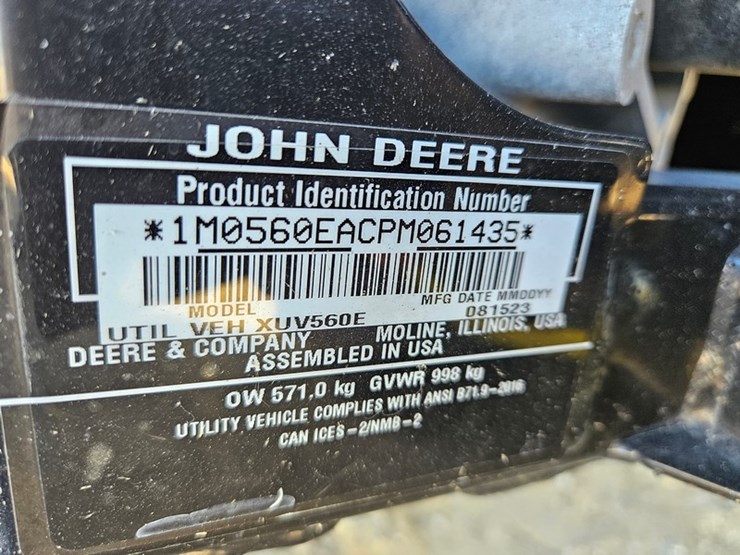 JOHN DEERE
Product Identification Number
*1M0560EACPM061435*
MODEL MFG DATE MMDDYY
UTIL VEH XUV560E 081523
DEERE & COMPANY MOLINE, ILLINOIS, USA
ASSEMBLED IN USA
OW 571,0 kg GVWR 998 kg
UTILITY VEHICLE COMPLIES WITH ANSI B71.9-2016
CAN ICES-2/NMB-2